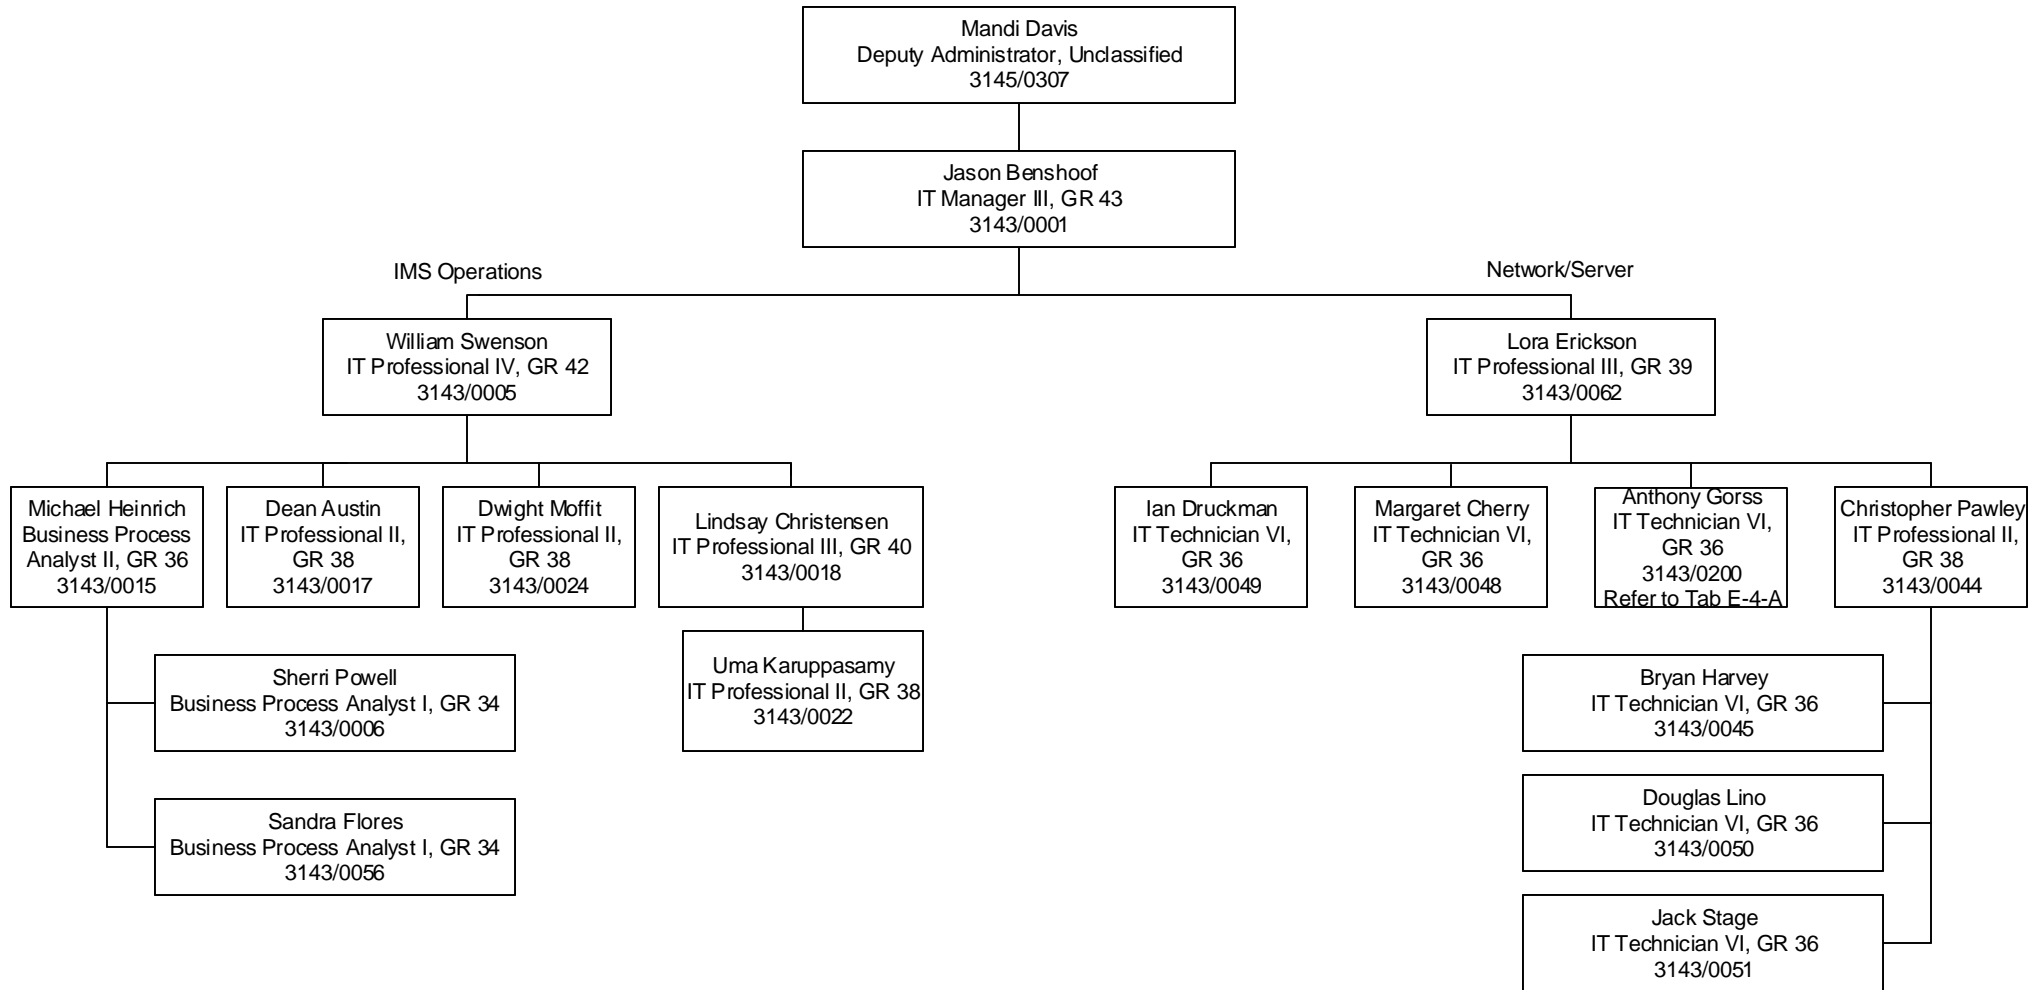 Mandi Davis
Deputy Administrator, Unclassified
3145/0307
Jason Benshoof
IT Manager III, GR 43
3143/0001
IMS Operations
Network/Server
William Swenson
IT Professional IV, GR 42
3143/0005
Lora Erickson
IT Professional III, GR 39
3143/0062
Michael Heinrich
Business Process
Analyst II, GR 36
3143/0015
Dean Austin
IT Professional II,
GR 38
3143/0017
Dwight Moffit
IT Professional II,
GR 38
3143/0024
Lindsay Christensen
IT Professional III, GR 40
3143/0018
Ian Druckman
IT Technician VI,
GR 36
3143/0049
Margaret Cherry
IT Technician VI,
GR 36
3143/0048
Anthony Gorss
IT Technician VI,
GR 36
3143/0200
Refer to Tab E-4-A
Christopher Pawley
IT Professional II,
GR 38
3143/0044
Sherri Powell
Business Process Analyst I, GR 34
3143/0006
Uma Karuppasamy
IT Professional II, GR 38
3143/0022
Bryan Harvey
IT Technician VI, GR 36
3143/0045
Sandra Flores
Business Process Analyst I, GR 34
3143/0056
Douglas Lino
IT Technician VI, GR 36
3143/0050
Jack Stage
IT Technician VI, GR 36
3143/0051